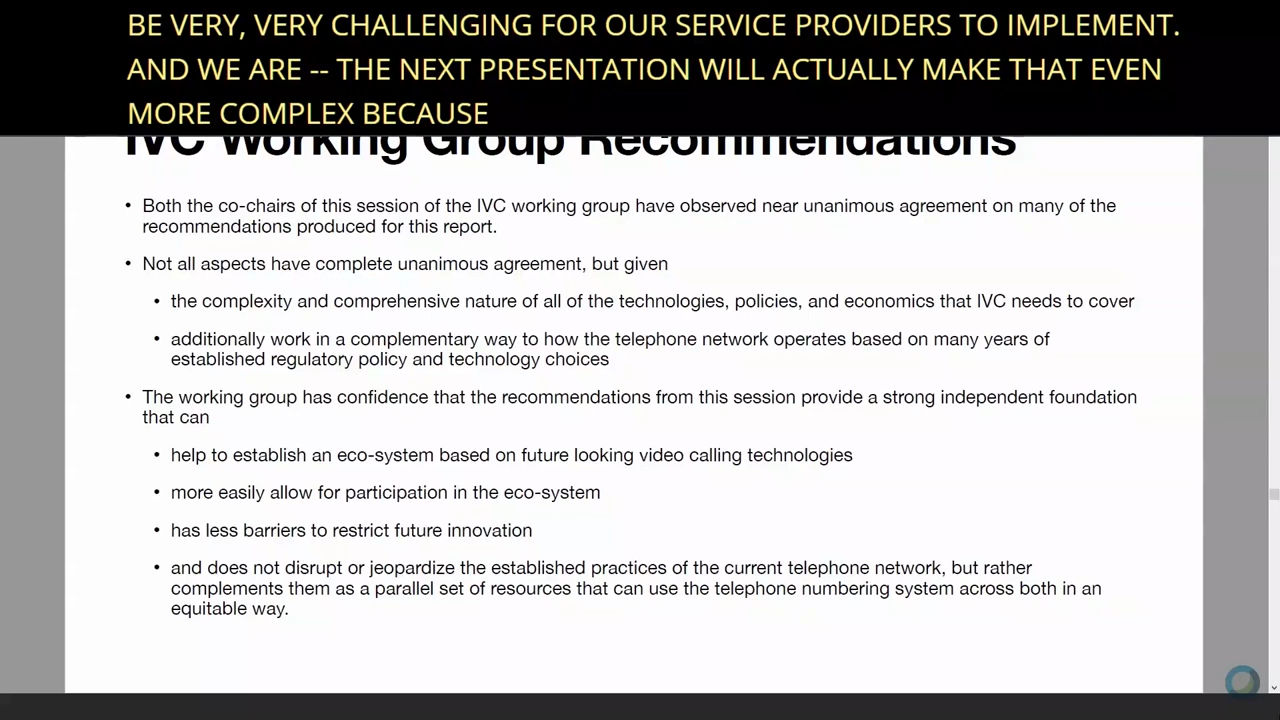 BE VERY, VERY CHALLENGING FOR OUR SERVICE PROVIDERS TO IMPLEMENT.
AND WE ARE -- THE NEXT PRESENTATION WILL ACTUALLY MAKE THAT EVEN
MORE COMPLEX BECAUSE
IVC Working Group Recommendations
• Both the co-chairs of this session of the IVC working group have observed near unanimous agreement on many of the
recommendations produced for this report.
• Not all aspects have complete unanimous agreement, but given
• the complexity and comprehensive nature of all of the technologies, policies, and economics that IVC needs to cover
• additionally work in a complementary way to how the telephone network operates based on many years of
established regulatory policy and technology choices
• The working group has confidence that the recommendations from this session provide a strong independent foundation
that can
• help to establish an eco-system based on future looking video calling technologies
• more easily allow for participation in the eco-system
• has less barriers to restrict future innovation
• and does not disrupt or jeopardize the established practices of the current telephone network, but rather
complements them as a parallel set of resources that can use the telephone numbering system across both in an
equitable way.